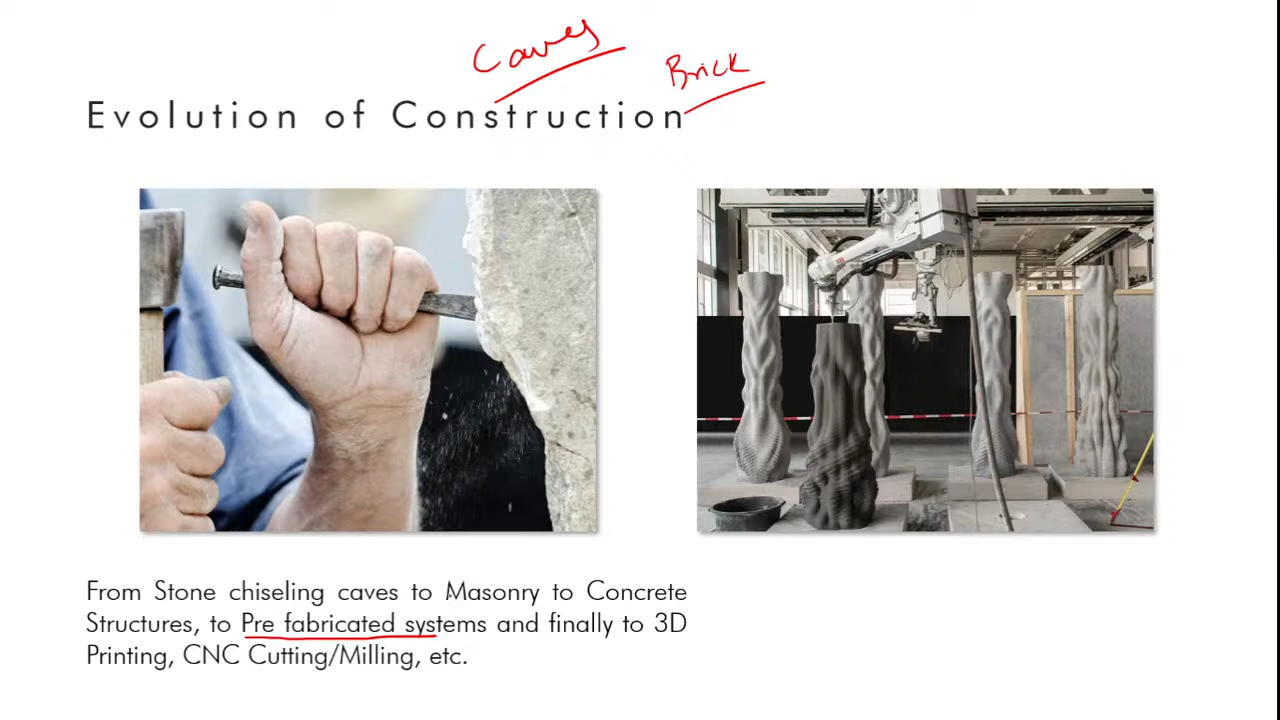 Caves
Brick
Evolution of Construction
From Stone chiseling caves to Masonry to Concrete
Structures, to Pre fabricated systems and finally to 3D
Printing, CNC Cutting/Milling, etc.